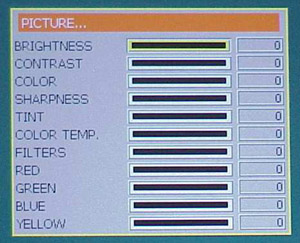 PICTURE...
BRIGHTNESS 0
CONTRAST 0
COLOR 0
SHARPNESS 0
TINT 0
COLOR TEMP. 0
FILTERS 0
RED 0
GREEN 0
BLUE 0
YELLOW 0